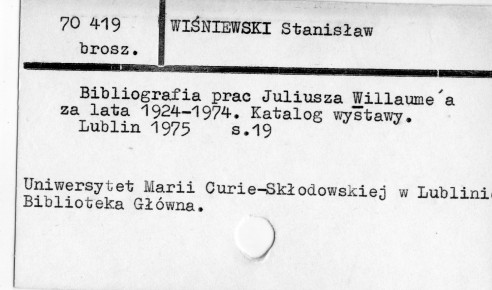 70 419
brosz.
WIŚNIEWSKI Stanisław
Bibliografia prac Juliusza Willaume´a
za lata 1924-1974. Katalog wystawy.
Lublin 1975 s.19
Uniwersytet Marii Curie-Skłodowskiej w Lublini
Biblioteka Główna.